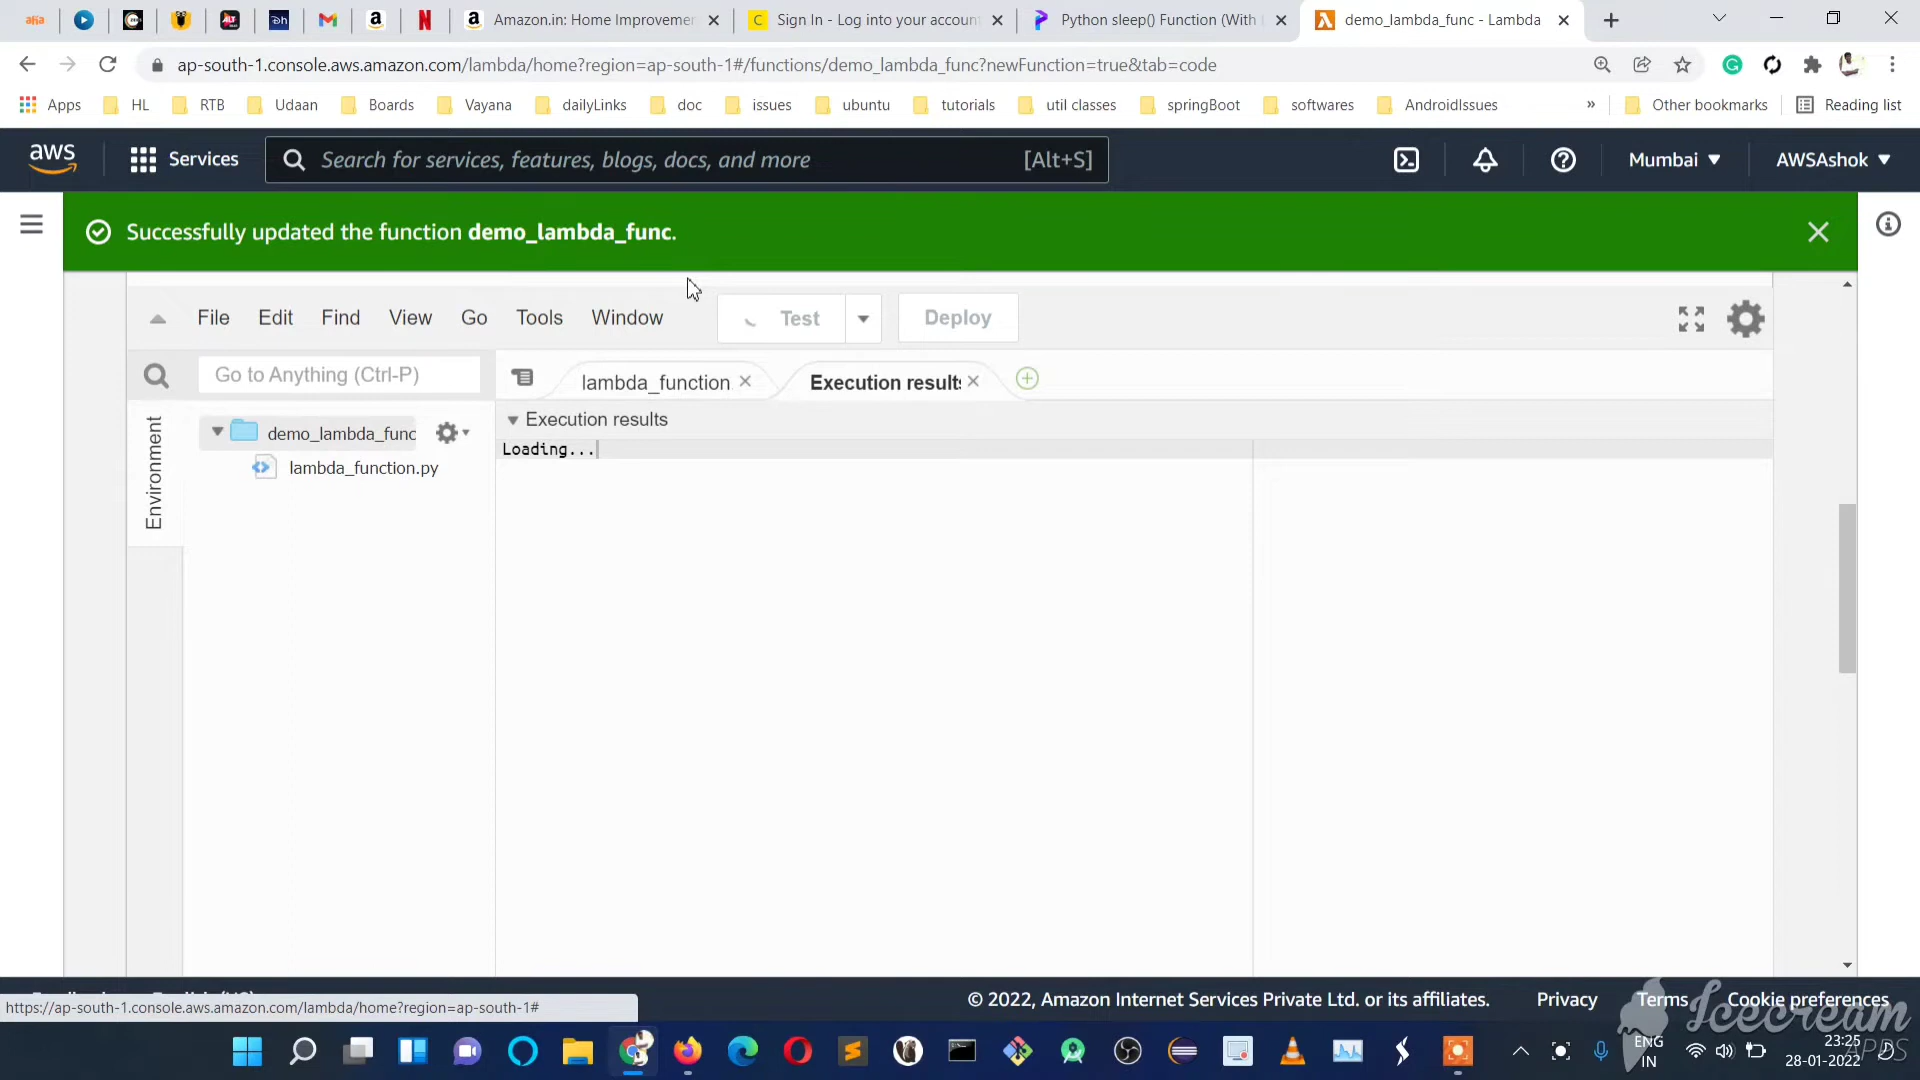 Amazon.in: Home Improvemen
Sign In - Log into your accoun
Python sleep() Function (With
demo_lambda_func - Lambda
ap-south-1.console.aws.amazon.com/lambda/home?region=ap-south-1#/functions/demo_lambda_func?newFunction=true&tab=code
Apps HL RTB Udaan Boards Vayana dailyLinks doc issues ubuntu tutorials util classes springBoot softwares AndroidIssues » Other bookmarks Reading list
aws Services Search for services, features, blogs, docs, and more [Alt+S] Mumbai AWSAshok
Successfully updated the function demo_lambda_func.
File Edit Find View Go Tools Window Test Deploy
Go to Anything (Ctrl-P)
lambda_function Execution result
Execution results
Loading...
Environment
demo_lambda_func
lambda_function.py
© 2022, Amazon Internet Services Private Ltd. or its affiliates. Privacy Terms Cookie preferences
https://ap-south-1.console.aws.amazon.com/lambda/home?region=ap-south-1#
Icecream
APPS
ENG
IN
23:25
28-01-2022